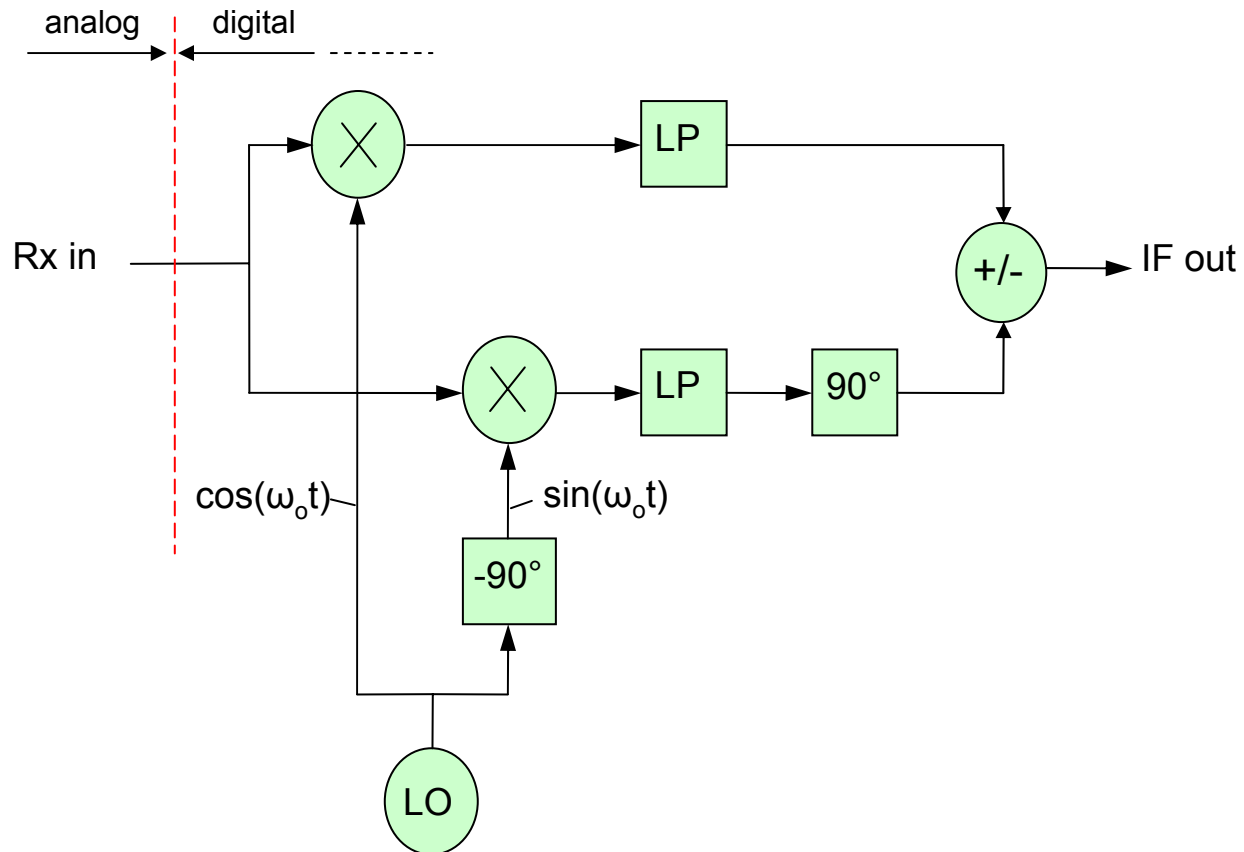 analog
digital
LP
Rx in
+/-
IF out
LP
90°
cos(ωₒt)
sin(ωₒt)
-90°
LO